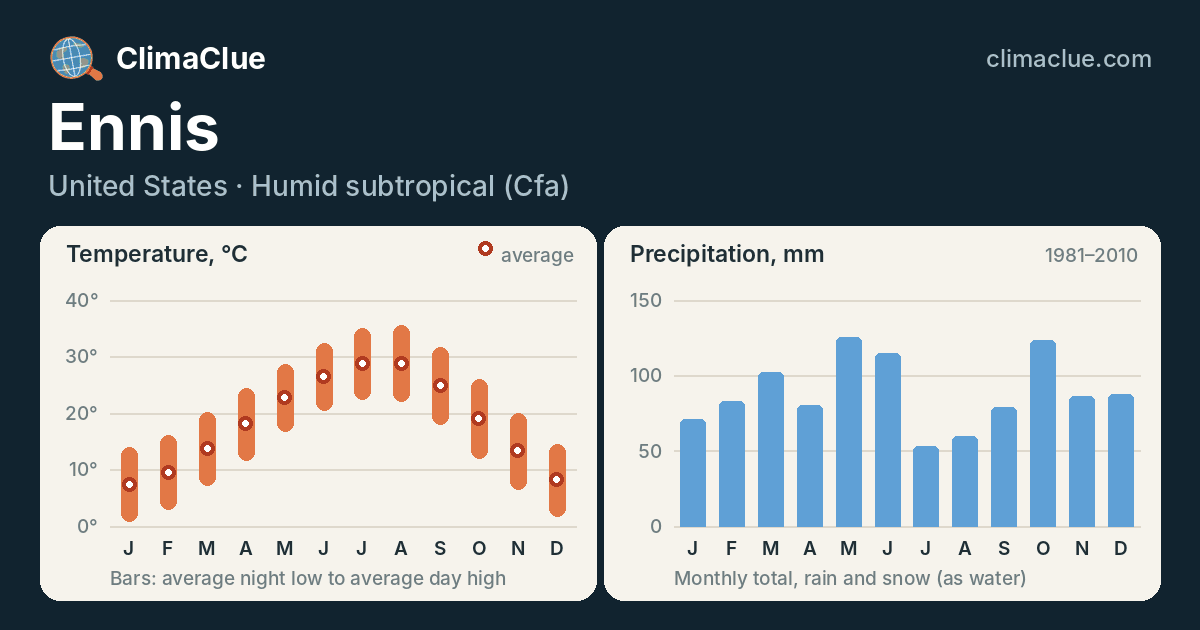 ClimaClue
climaclue.com
Ennis
United States · Humid subtropical (Cfa)
Temperature, °C
average
40°
30°
20°
10°
0°
J F M A M J J A S O N D
Bars: average night low to average day high
Precipitation, mm
1981–2010
150
100
50
0
J F M A M J J A S O N D
Monthly total, rain and snow (as water)